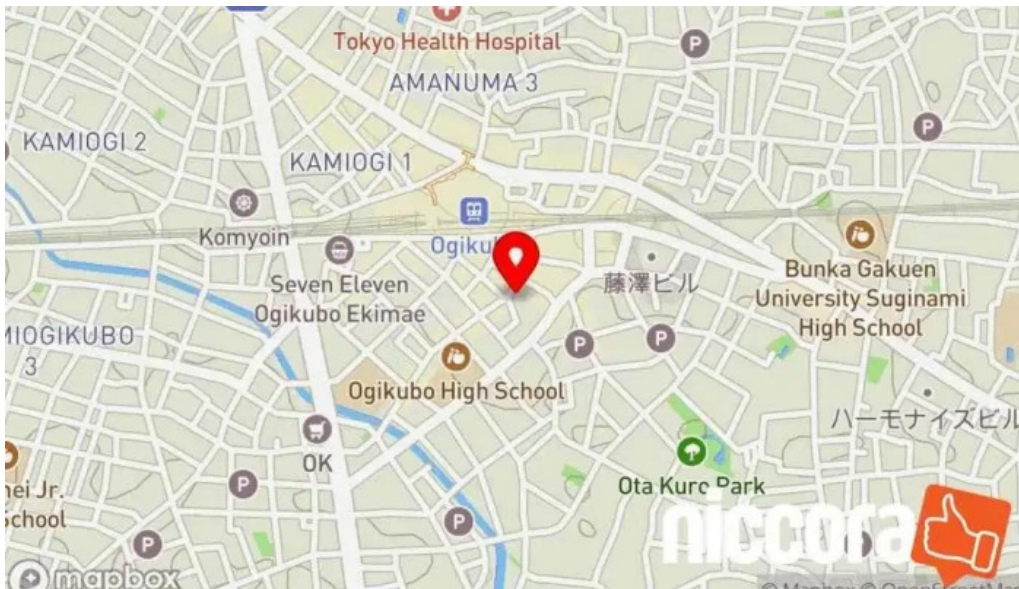 Tokyo Health Hospital
P
AMANUMA 3
P
KAMIOGI 2
KAMIOGI 1
Komyoin
Seven Eleven
Ogikubo Ekimae
藤澤ビル
Bunka Gakuen
University Suginami
High School
3
P
P
Ogikubo High School
ハーモナイズビル
OK
P
Ota Kuro Park
School
P
P
niccora
mapbox